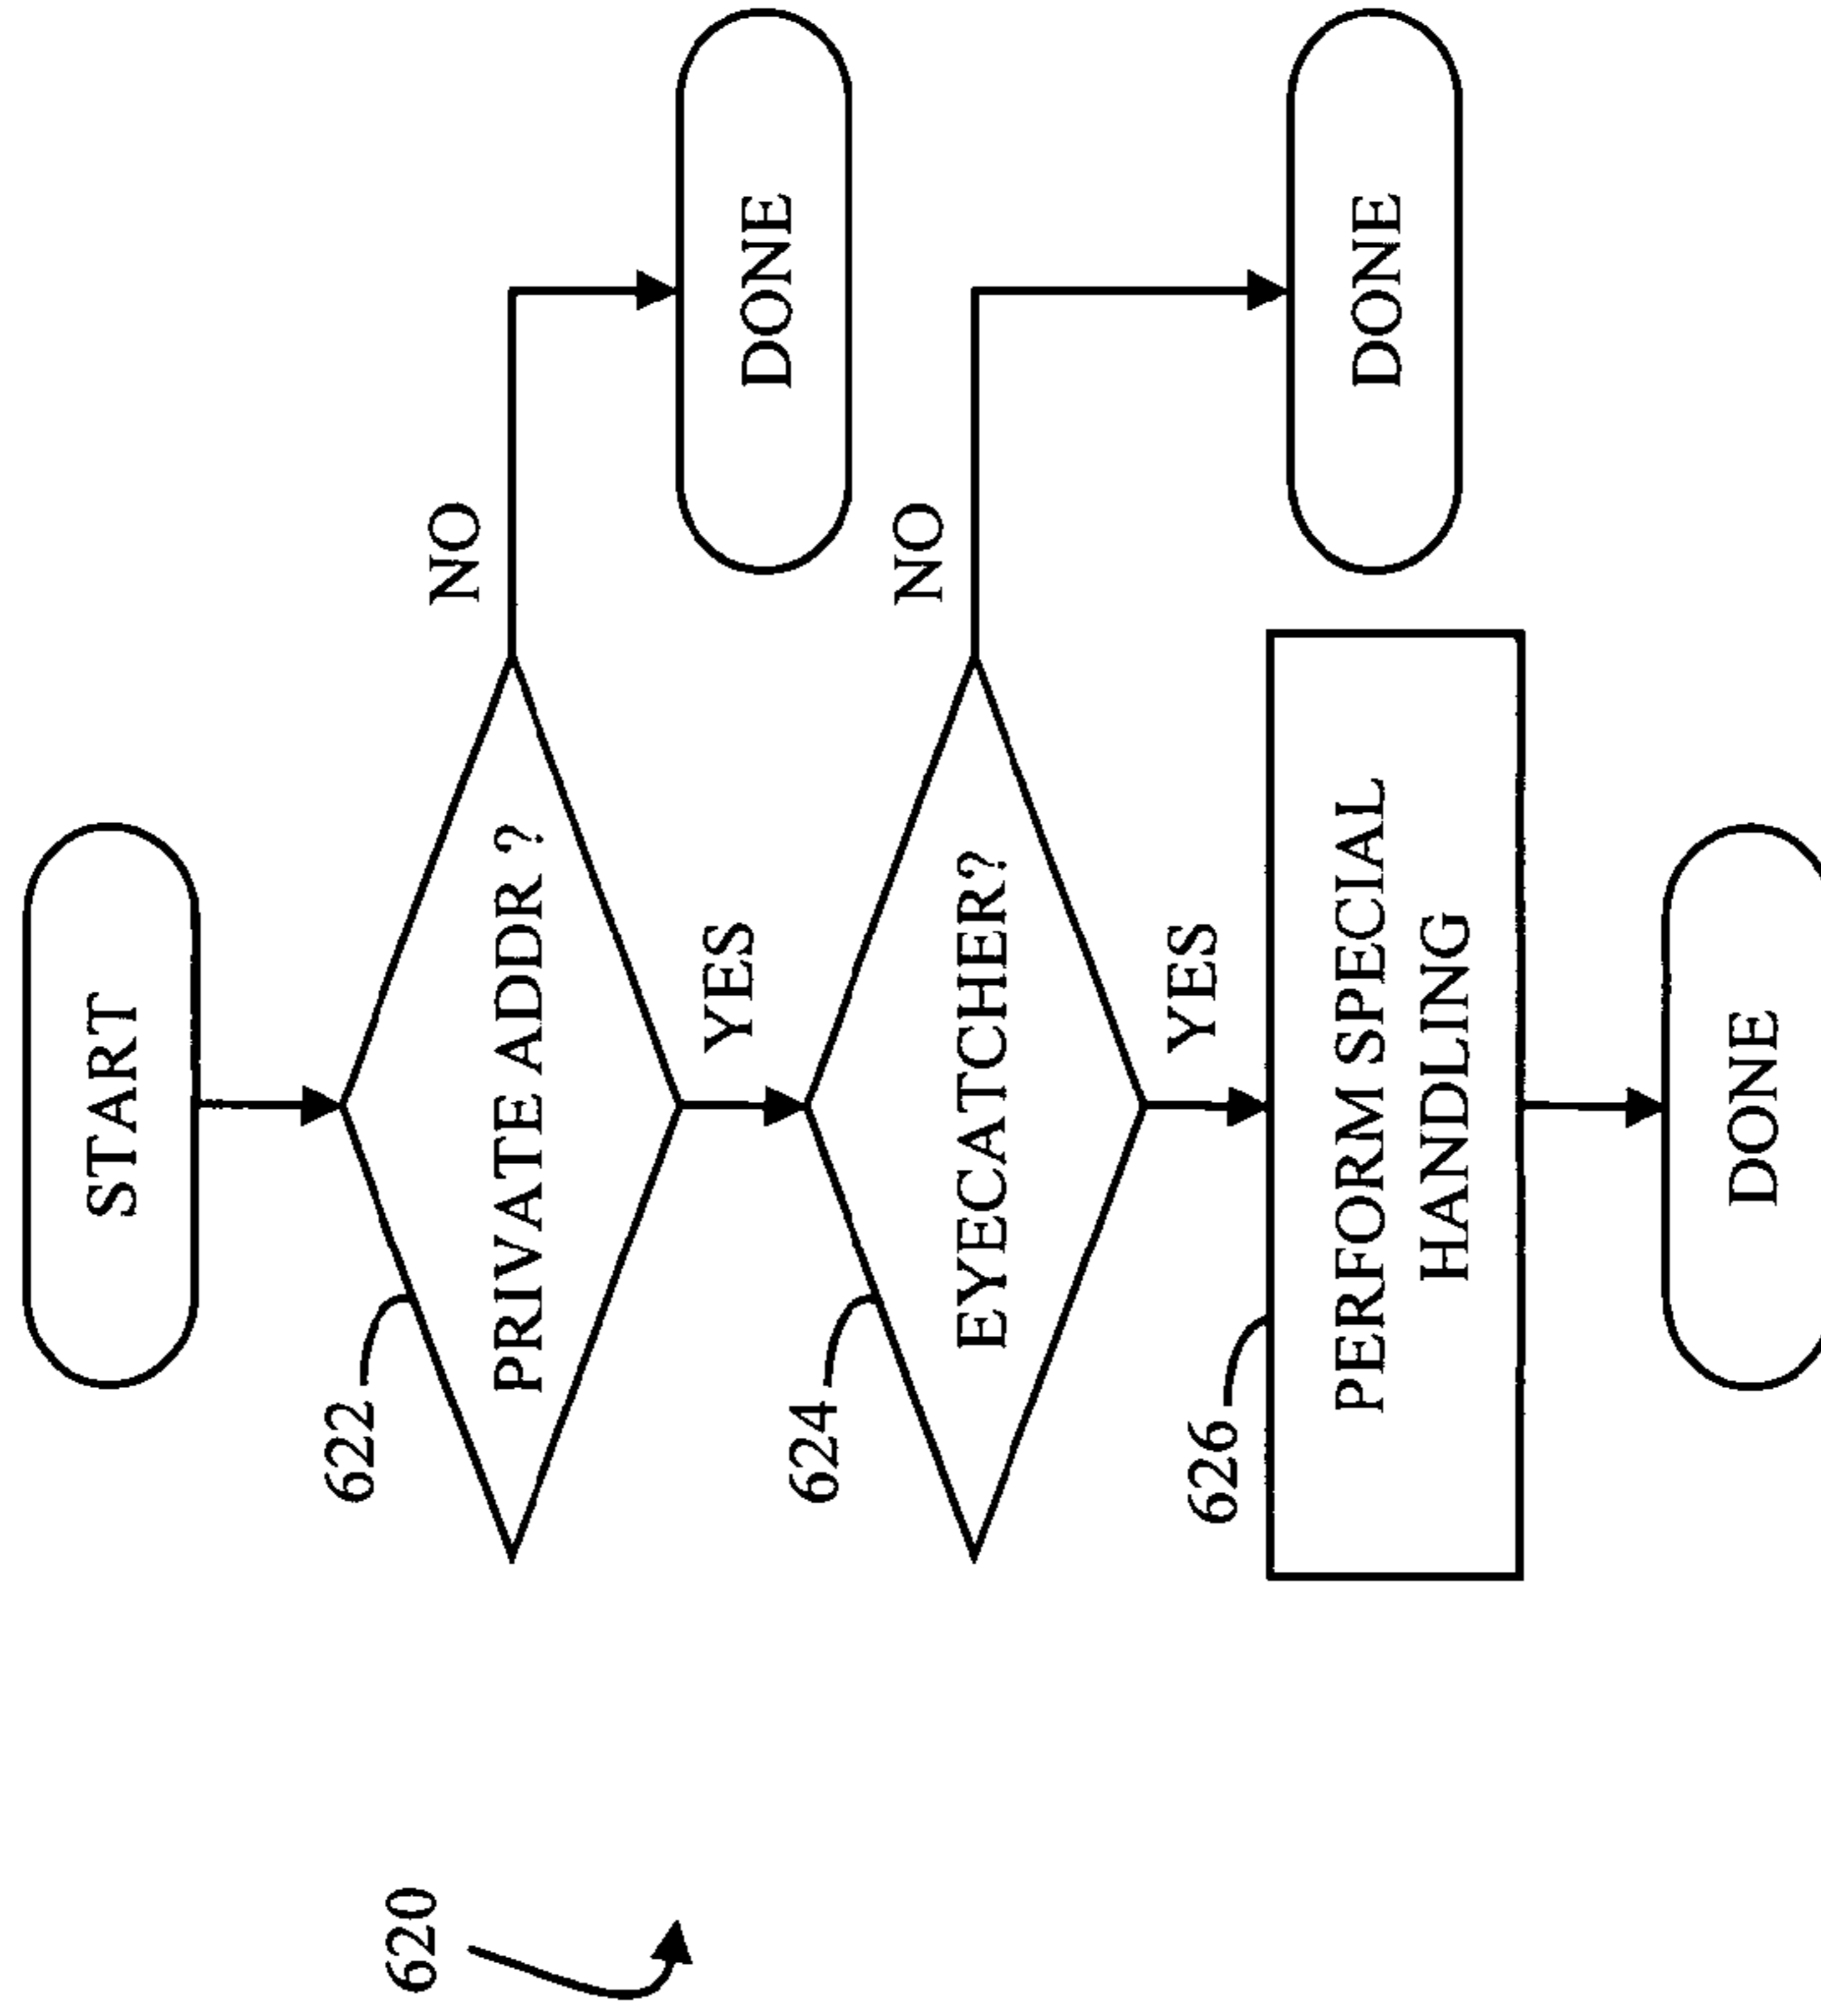 620
START
622
PRIVATE ADDR ?
NO
DONE
YES
624
EYECATCHER?
NO
DONE
YES
626
PERFORM SPECIAL
HANDLING
DONE